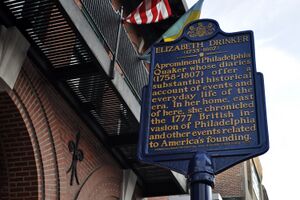 ELIZABETH DRINKER
(1735-1807)
A prominent Philadelphia
Quaker whose diaries
(1758-1807) offer a
substantial historical
account of events and
everyday life of the
era. In her home, east
of here, she chronicled
the 1777 British in-
vasion of Philadelphia
and other events related
to America's founding.